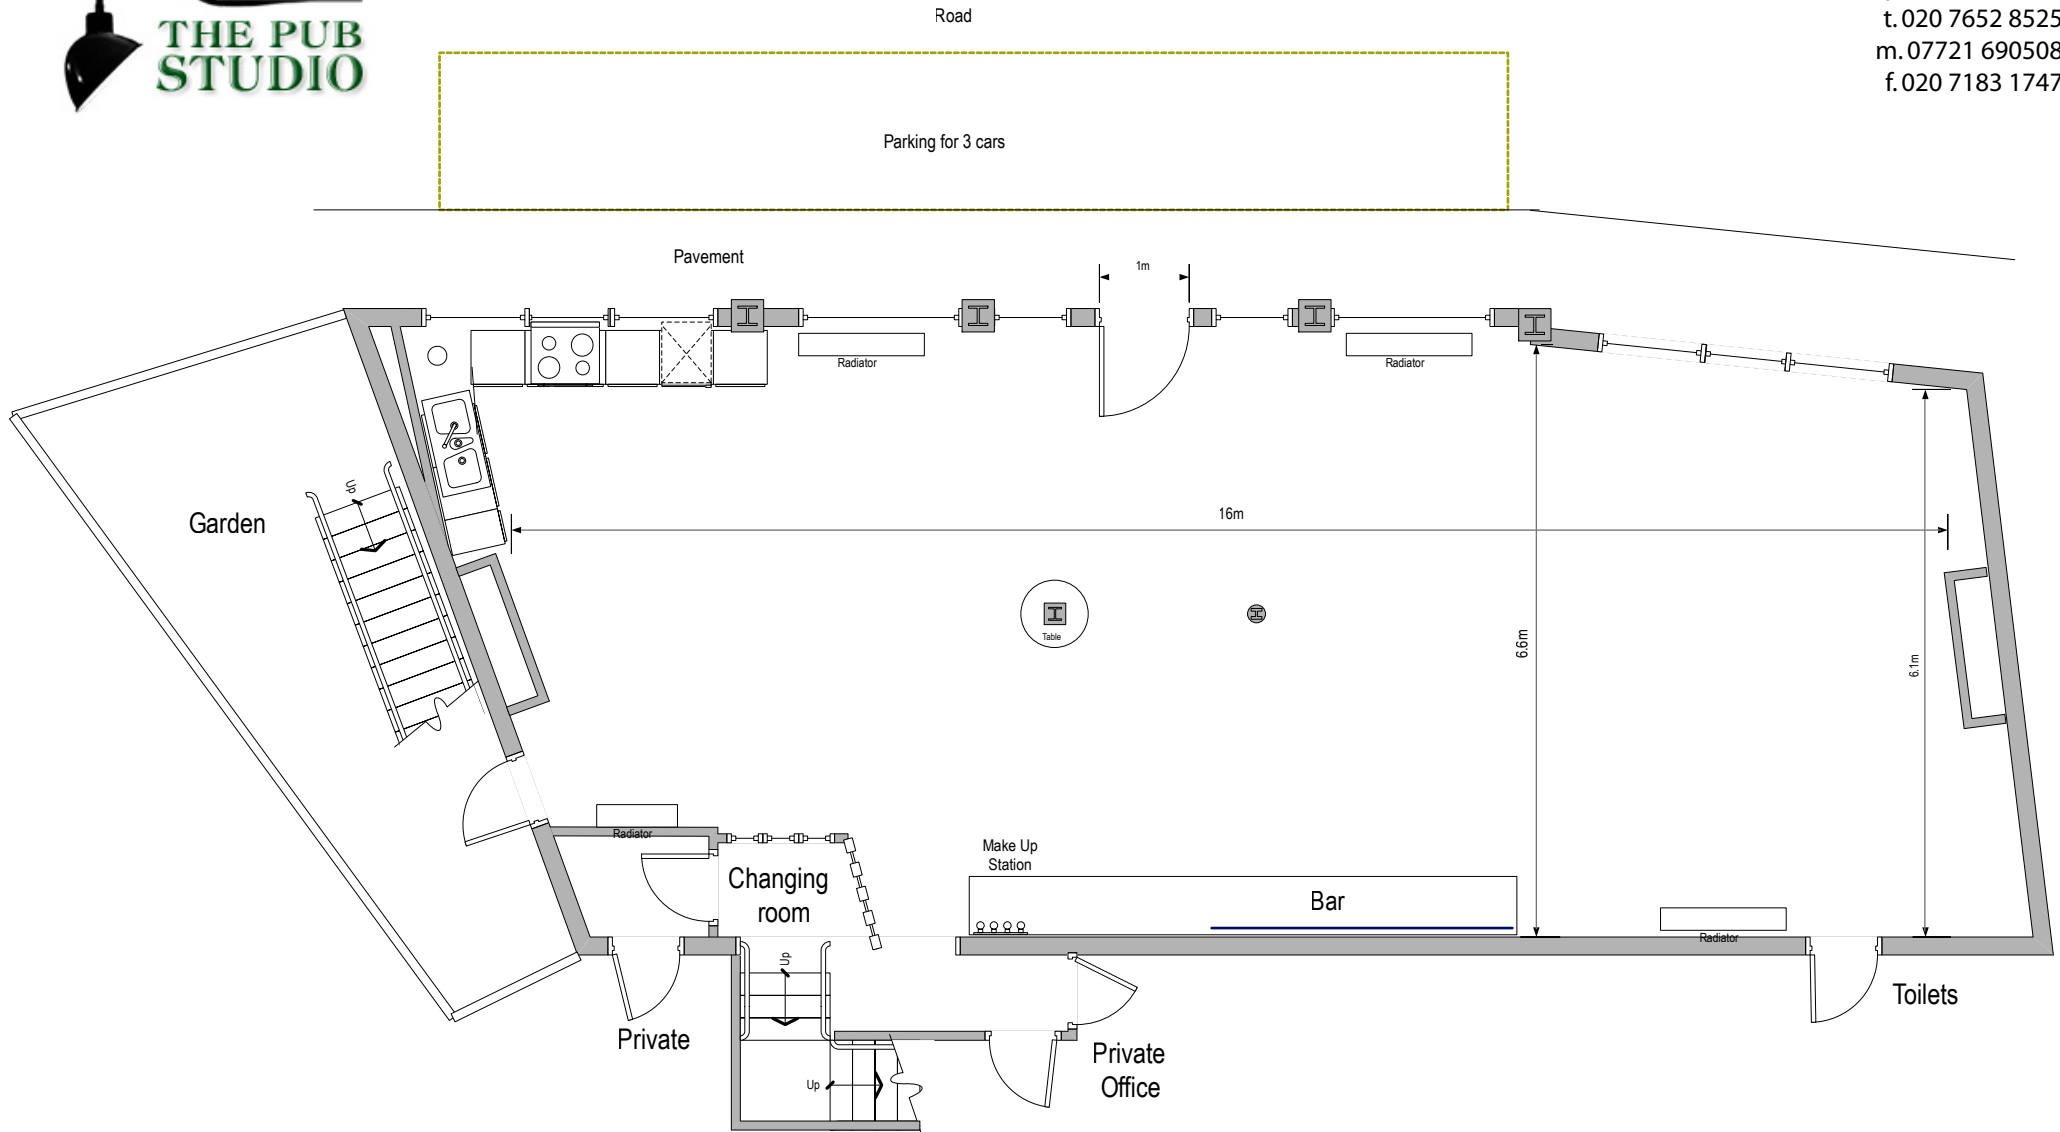 THE PUB
STUDIO
Road
t. 020 7652 8525
m. 07721 690508
f. 020 7183 1747
Parking for 3 cars
Pavement
1m
Radiator
Radiator
Up
Garden
16m
Table
6.6m
6.1m
Radiator
Changing
room
Make Up
Station
Bar
Radiator
Up
Toilets
Private
Private
Office
Up